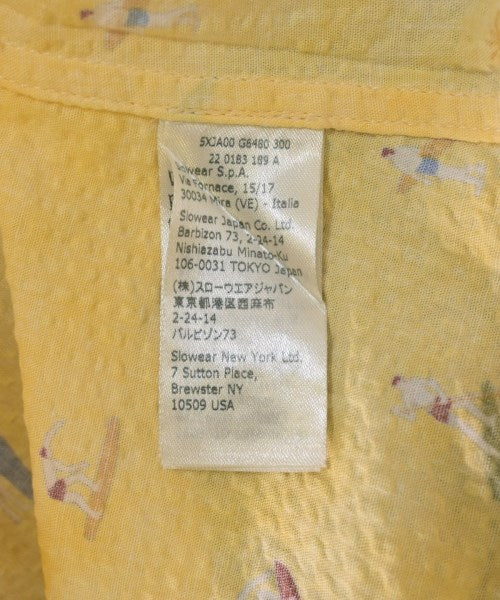 5XJA00 G6480 300
22 0183 189 A
Slowear S.p.A.
Via Fornace, 15/17
30034 Mira (VE) - Italia
Slowear Japan Co. Ltd.
Barbizon 73, 2-24-14
Nishiazabu Minato-Ku
106-0031 TOKYO Japan
(株)スローウエアジャパン
東京都港区西麻布
2-24-14
バルビゾン73
Slowear New York Ltd.
7 Sutton Place,
Brewster NY
10509 USA